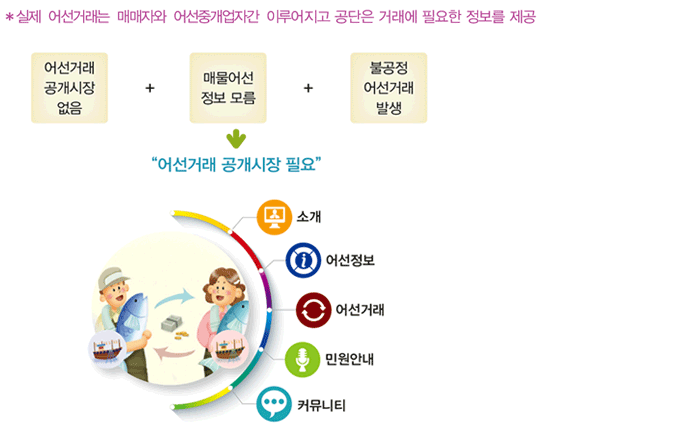 *실제 어선거래는 매매자와 어선중개업자간 이루어지고 공단은 거래에 필요한 정보를 제공
어선거래
공개시장
없음
+
매물어선
정보 모름
+
불공정
어선거래
발생
“어선거래 공개시장 필요”
소개
어선정보
어선거래
민원안내
커뮤니티